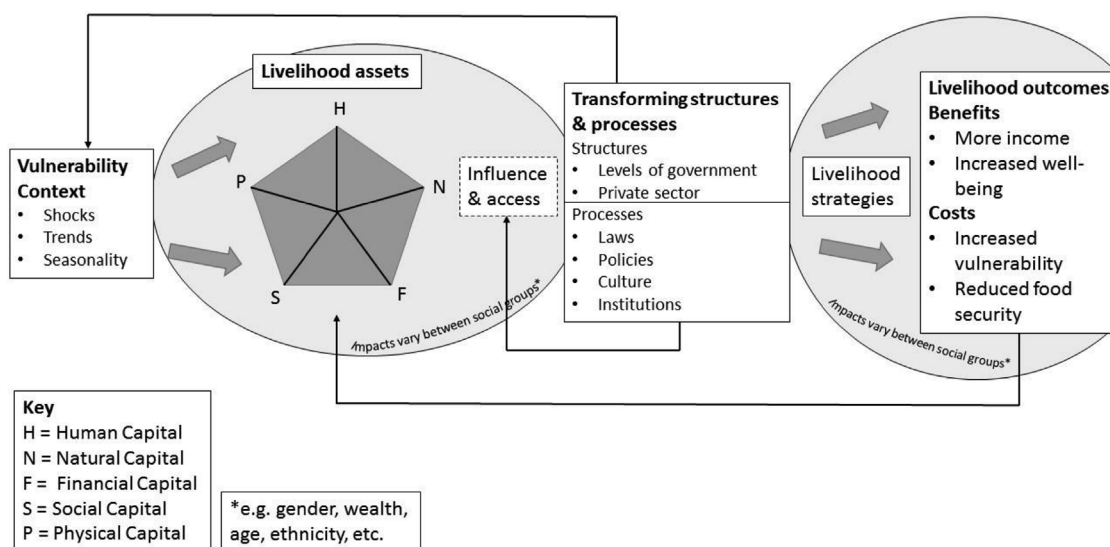 Livelihood assets
H
P
N
S
F
Vulnerability
Context
• Shocks
• Trends
• Seasonality
Influence
& access
Impacts vary between social groups*
Transforming structures
& processes
Structures
• Levels of government
• Private sector
Processes
• Laws
• Policies
• Culture
• Institutions
Livelihood
strategies
Livelihood outcomes
Benefits
• More income
• Increased well-
being
Costs
• Increased
vulnerability
• Reduced food
security
Impacts vary between social groups*
Key
H = Human Capital
N = Natural Capital
F = Financial Capital
S = Social Capital
P = Physical Capital
*e.g. gender, wealth,
age, ethnicity, etc.